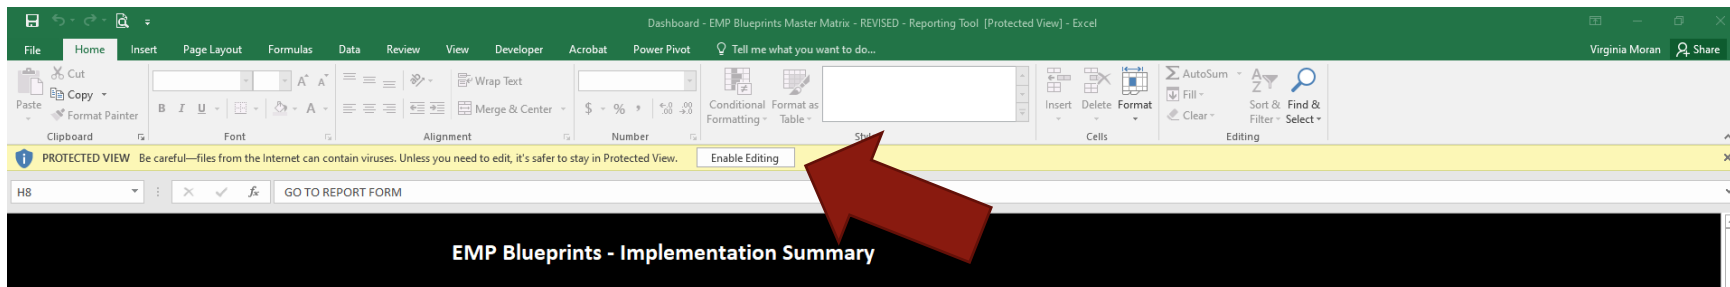 Dashboard - EMP Blueprints Master Matrix - REVISED - Reporting Tool [Protected View] - Excel
File Home Insert Page Layout Formulas Data Review View Developer Acrobat Power Pivot Tell me what you want to do... Virginia Moran Share
Cut
Copy
Format Painter
Paste
B I U A
Wrap Text
Merge & Center
$ % ,
Conditional Formatting
Format as Table
Insert Delete Format
AutoSum
Fill
Clear
Sort & Filter
Find & Select
Clipboard Font Alignment Number Cells Editing
PROTECTED VIEW Be careful—files from the Internet can contain viruses. Unless you need to edit, it's safer to stay in Protected View. Enable Editing
H8 fx GO TO REPORT FORM
EMP Blueprints - Implementation Summary